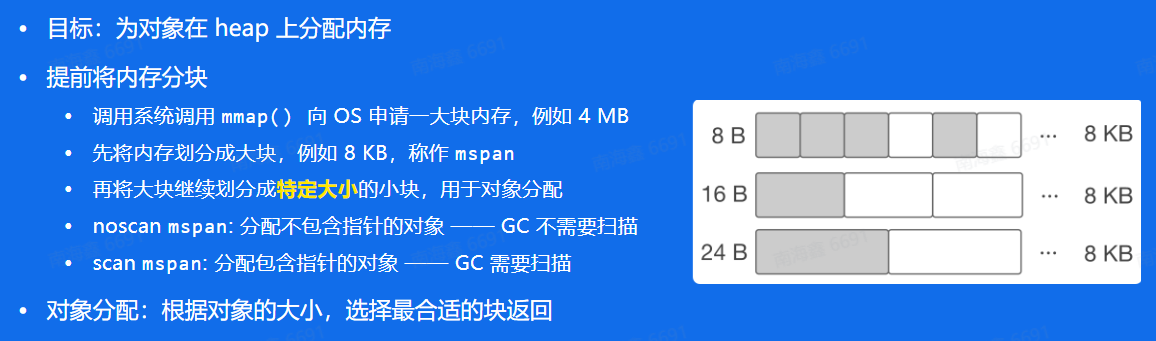 • 目标：为对象在 heap 上分配内存
• 提前将内存分块
• 调用系统调用 mmap() 向 OS 申请一大块内存，例如 4 MB
• 先将内存划分成大块，例如 8 KB，称作 mspan
• 再将大块继续划分成特定大小的小块，用于对象分配
• noscan mspan: 分配不包含指针的对象 —— GC 不需要扫描
• scan mspan: 分配包含指针的对象 —— GC 需要扫描
• 对象分配：根据对象的大小，选择最合适的块返回
8 B ··· 8 KB
16 B ··· 8 KB
24 B ··· 8 KB